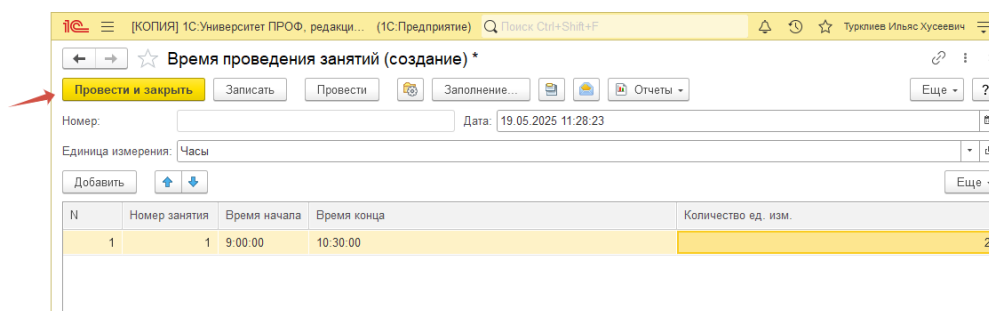 1С [КОПИЯ] 1С:Университет ПРОФ, редакци... (1С:Предприятие) Поиск Ctrl+Shift+F Туркпиев Ильяс Хусеевич
Время проведения занятий (создание) *
Провести и закрыть Записать Провести Заполнение... Отчеты Еще ?
Номер: Дата: 19.05.2025 11:28:23
Единица измерения: Часы
Добавить Еще
N Номер занятия Время начала Время конца Количество ед. изм.
1 1 9:00:00 10:30:00 2